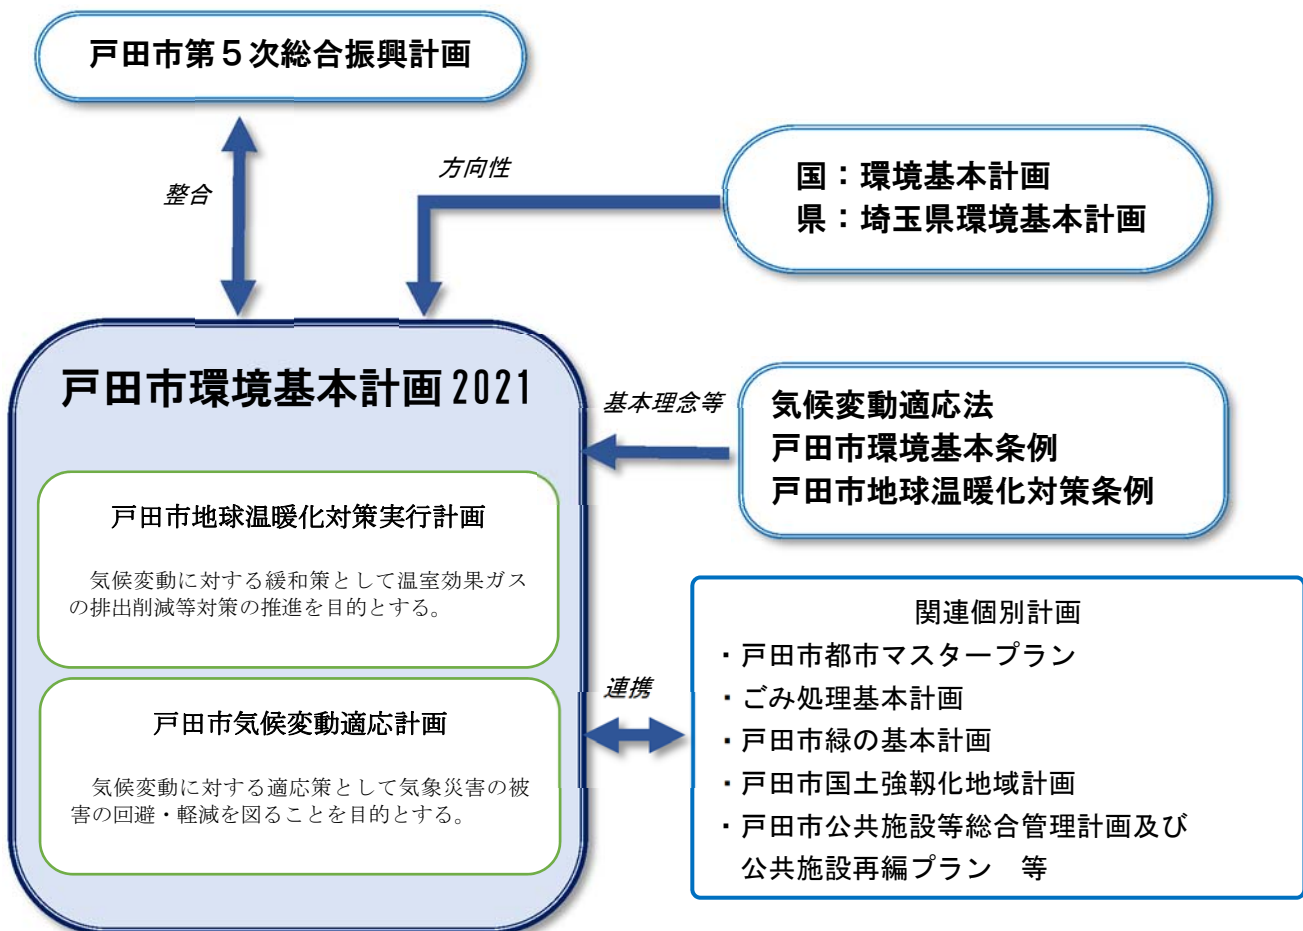 戸田市第５次総合振興計画
整合
方向性
国：環境基本計画
県：埼玉県環境基本計画
戸田市環境基本計画2021
基本理念等
気候変動適応法
戸田市環境基本条例
戸田市地球温暖化対策条例
戸田市地球温暖化対策実行計画
気候変動に対する緩和策として温室効果ガス
の排出削減等対策の推進を目的とする。
戸田市気候変動適応計画
気候変動に対する適応策として気象災害の被
害の回避・軽減を図ることを目的とする。
連携
関連個別計画
・戸田市都市マスタープラン
・ごみ処理基本計画
・戸田市緑の基本計画
・戸田市国土強靱化地域計画
・戸田市公共施設等総合管理計画及び
公共施設再編プラン　等